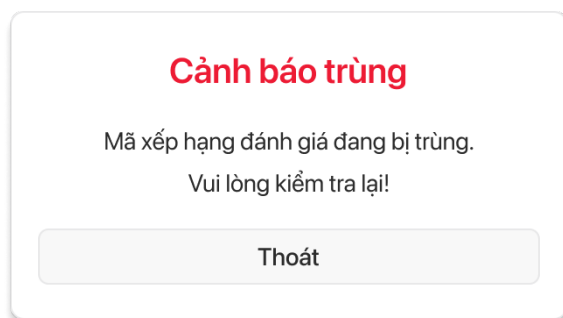 Cảnh báo trùng
Mã xếp hạng đánh giá đang bị trùng.
Vui lòng kiểm tra lại!
Thoát